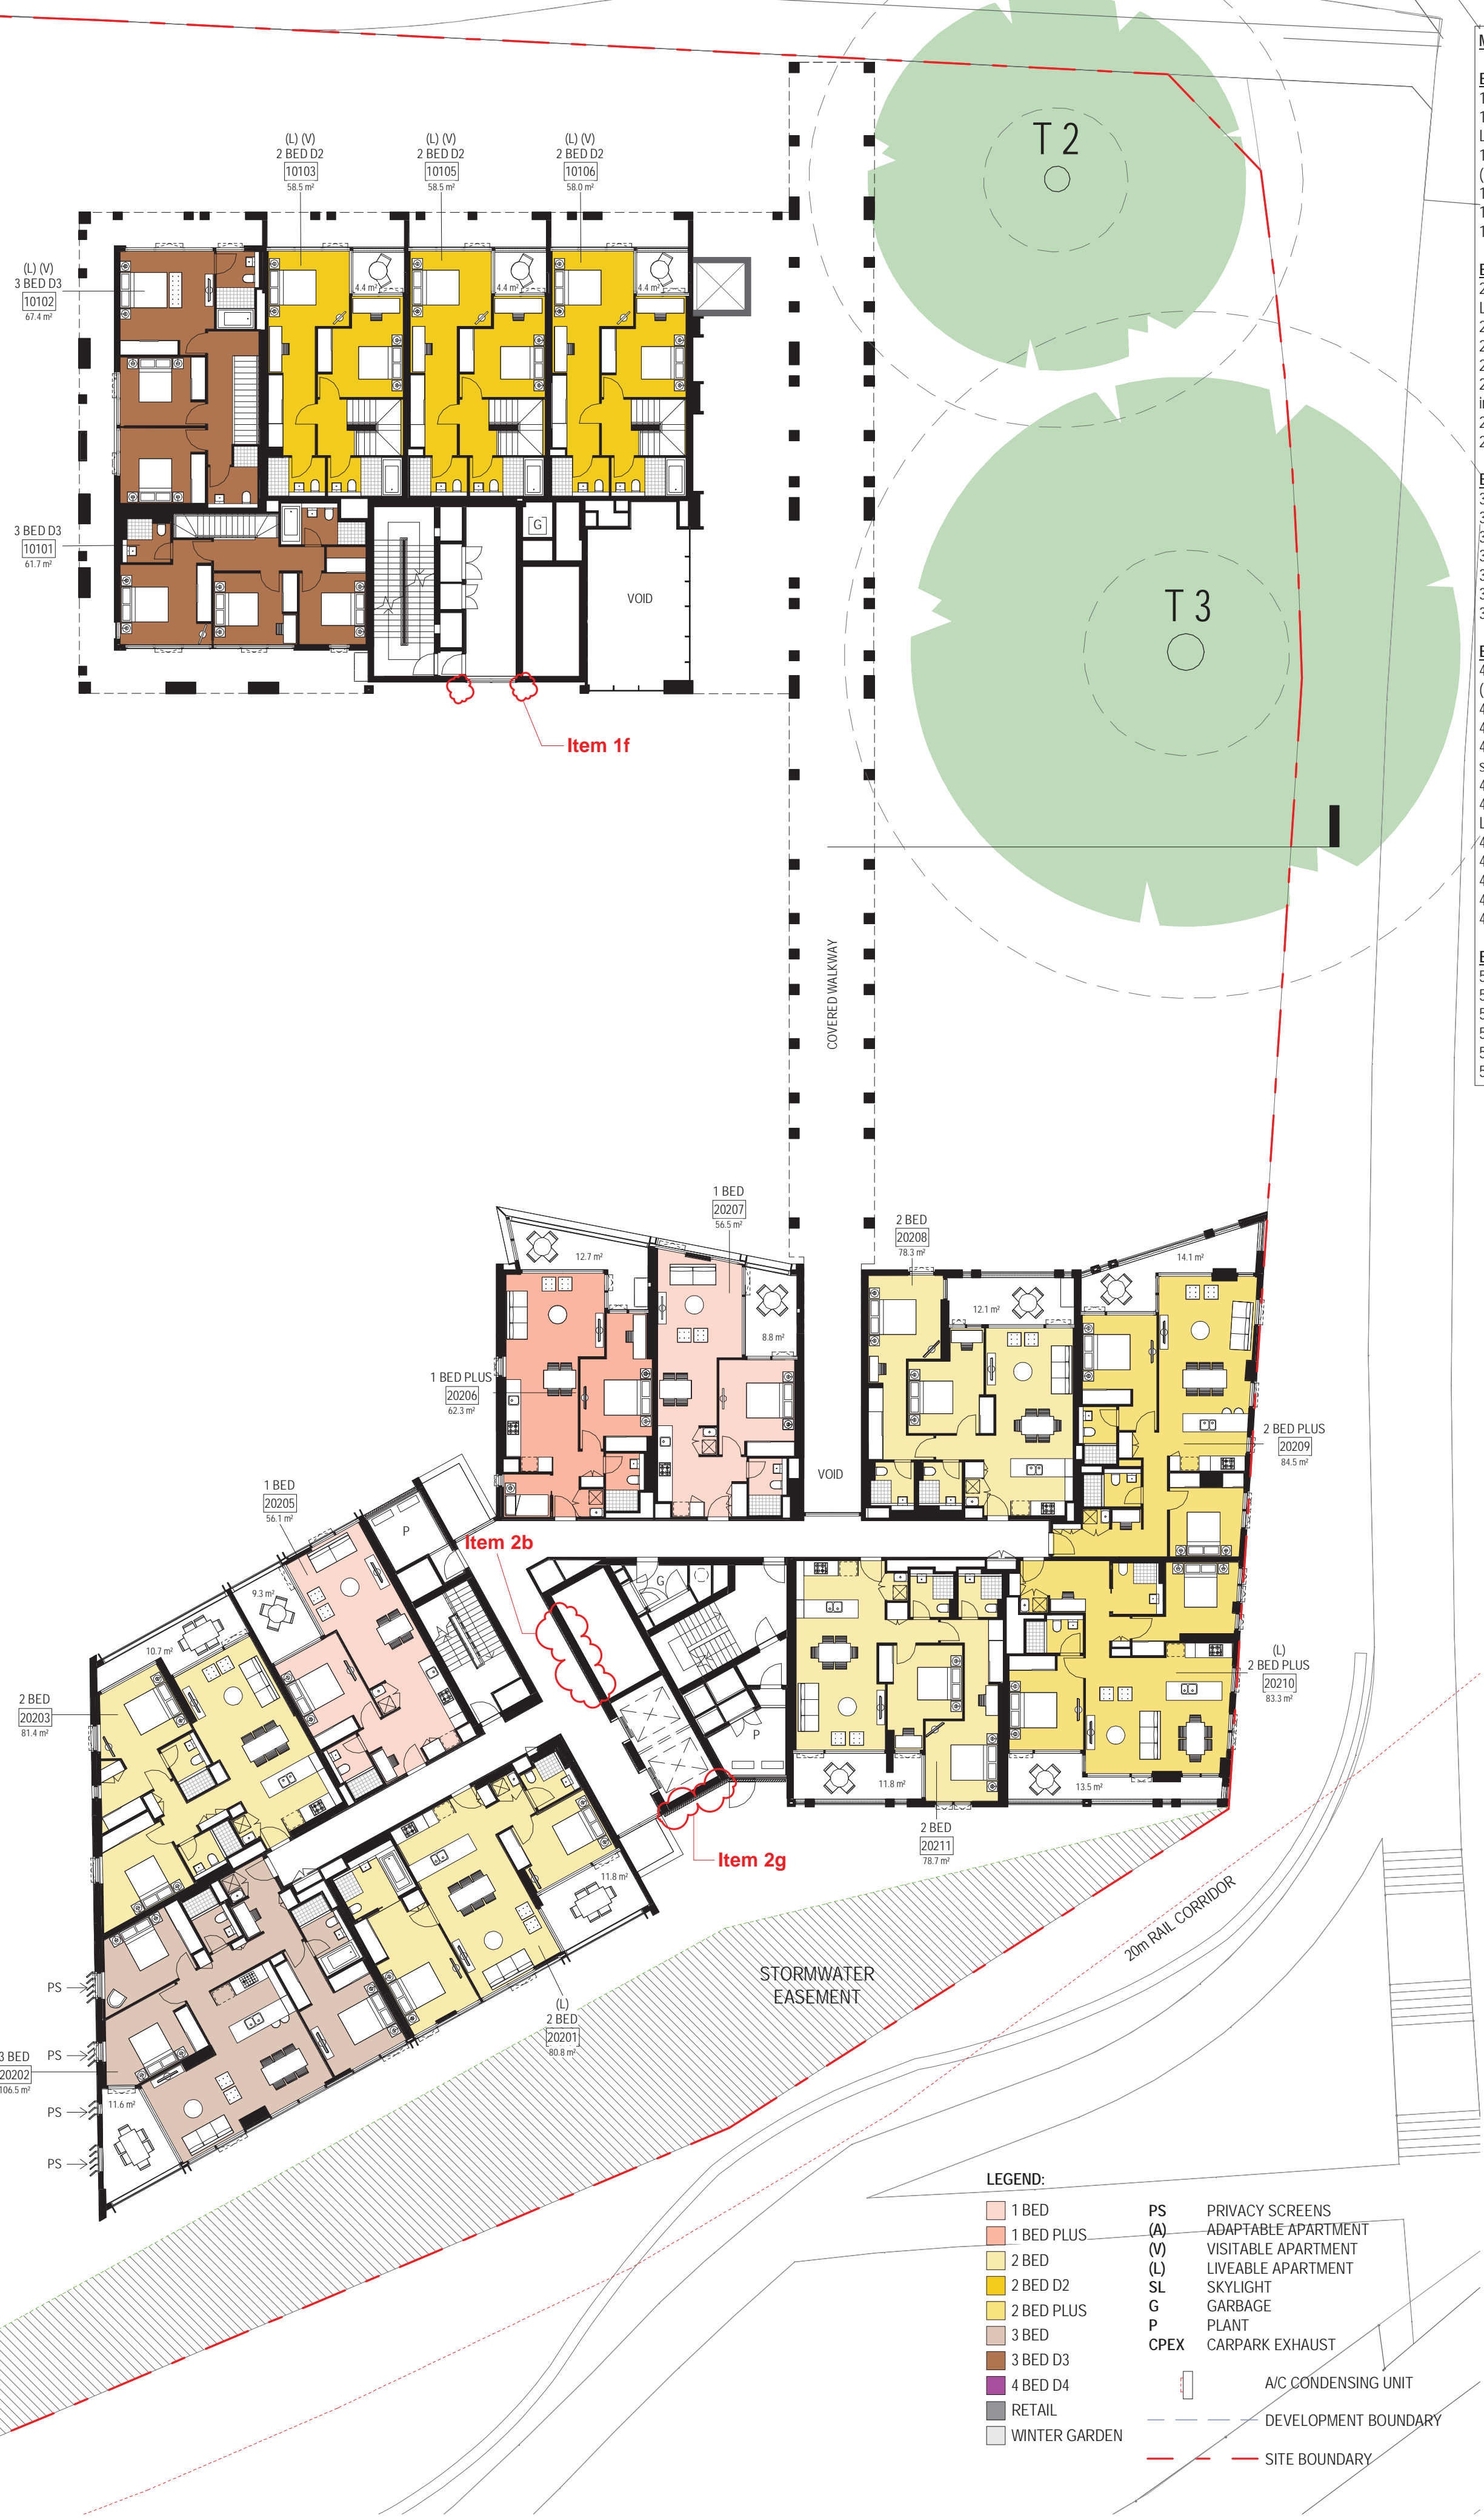 T 2
(L) (V)
2 BED D2
10103
58.5 m²
(L) (V)
2 BED D2
10105
58.5 m²
(L) (V)
2 BED D2
10106
58.0 m²
(L) (V)
3 BED D3
10102
67.4 m²
4.4 m²
4.4 m²
4.4 m²
3 BED D3
10101
61.7 m²
G
VOID
T 3
Item 1f
COVERED WALKWAY
1 BED
20207
56.5 m²
2 BED
20208
78.3 m²
12.7 m²
14.1 m²
8.8 m²
12.1 m²
1 BED PLUS
20206
62.3 m²
2 BED PLUS
20209
84.5 m²
VOID
1 BED
20205
56.1 m²
P
Item 2b
G
9.3 m²
10.7 m²
2 BED
20203
81.4 m²
(L)
2 BED PLUS
20210
83.3 m²
P
11.8 m²
13.5 m²
2 BED
20211
78.7 m²
Item 2g
11.8 m²
20m RAIL CORRIDOR
STORMWATER
EASEMENT
PS
(L)
2 BED
20201
80.8 m²
PS
3 BED
20202
106.5 m²
11.6 m²
PS
PS
LEGEND:
1 BED
1 BED PLUS
2 BED
2 BED D2
2 BED PLUS
3 BED
3 BED D3
4 BED D4
RETAIL
WINTER GARDEN
PS PRIVACY SCREENS
(A) ADAPTABLE APARTMENT
(V) VISITABLE APARTMENT
(L) LIVEABLE APARTMENT
SL SKYLIGHT
G GARBAGE
P PLANT
CPEX CARPARK EXHAUST
A/C CONDENSING UNIT
DEVELOPMENT BOUNDARY
SITE BOUNDARY